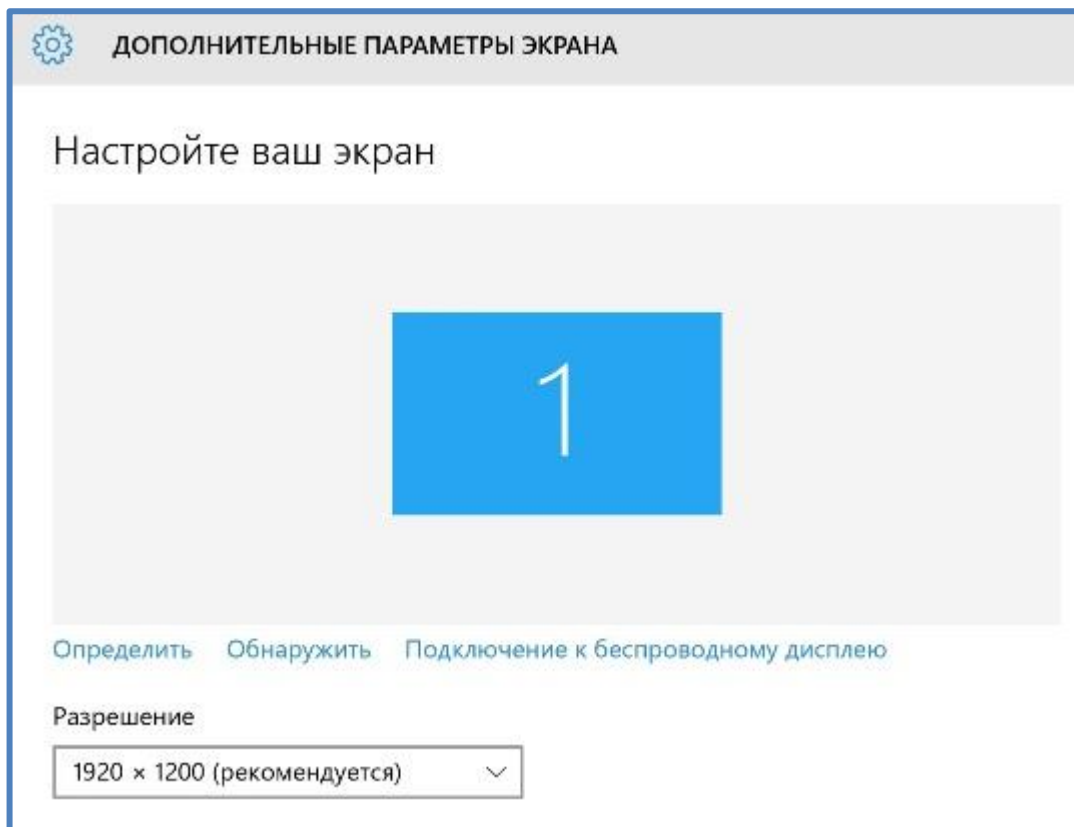 ДОПОЛНИТЕЛЬНЫЕ ПАРАМЕТРЫ ЭКРАНА
Настройте ваш экран
1
Определить Обнаружить Подключение к беспроводному дисплею
Разрешение
1920 × 1200 (рекомендуется)